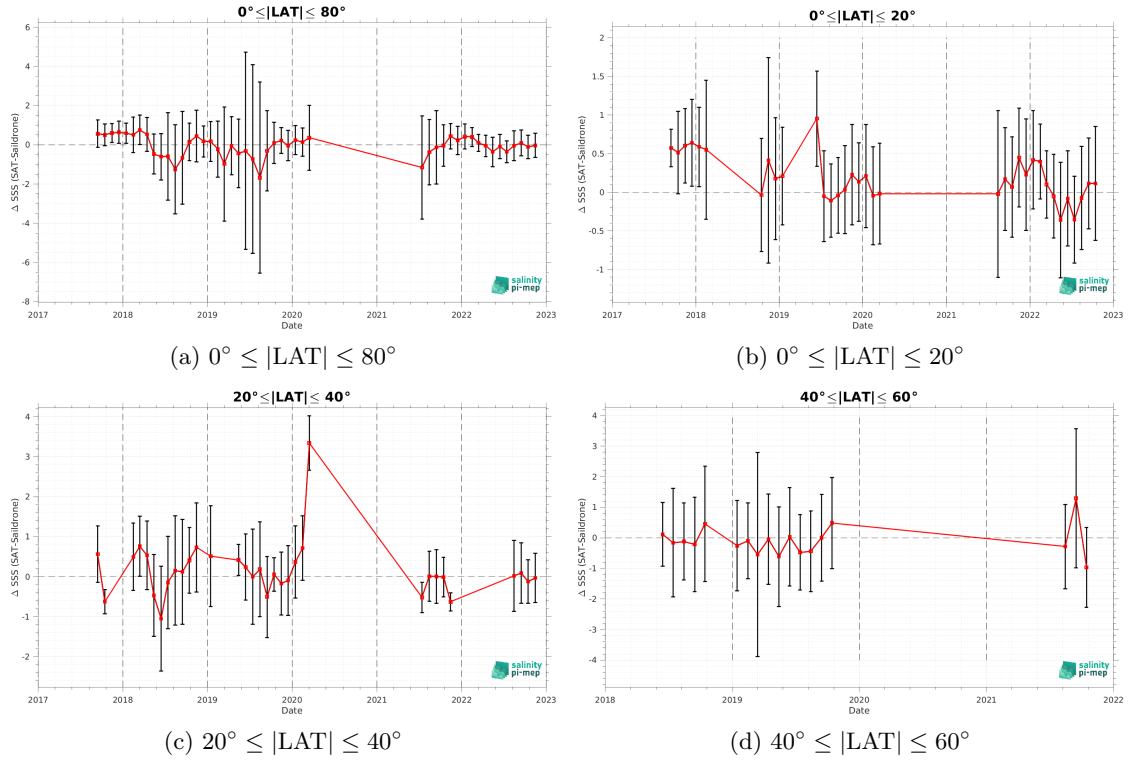 0°≤|LAT|≤ 80°
Δ SSS (SAT-Saildrone)
6
4
2
0
-2
-4
-6
-8
2017 2018 2019 2020 2021 2022 2023
Date
salinity
pi-mep
(a) 0° ≤ |LAT| ≤ 80°
0°≤|LAT|≤ 20°
Δ SSS (SAT-Saildrone)
2
1.5
1
0.5
0
-0.5
-1
2017 2018 2019 2020 2021 2022 2023
Date
salinity
pi-mep
(b) 0° ≤ |LAT| ≤ 20°
20°≤|LAT|≤ 40°
Δ SSS (SAT-Saildrone)
4
3
2
1
0
-1
-2
2017 2018 2019 2020 2021 2022 2023
Date
salinity
pi-mep
(c) 20° ≤ |LAT| ≤ 40°
40°≤|LAT|≤ 60°
Δ SSS (SAT-Saildrone)
4
3
2
1
0
-1
-2
-3
-4
2018 2019 2020 2021 2022
Date
salinity
pi-mep
(d) 40° ≤ |LAT| ≤ 60°